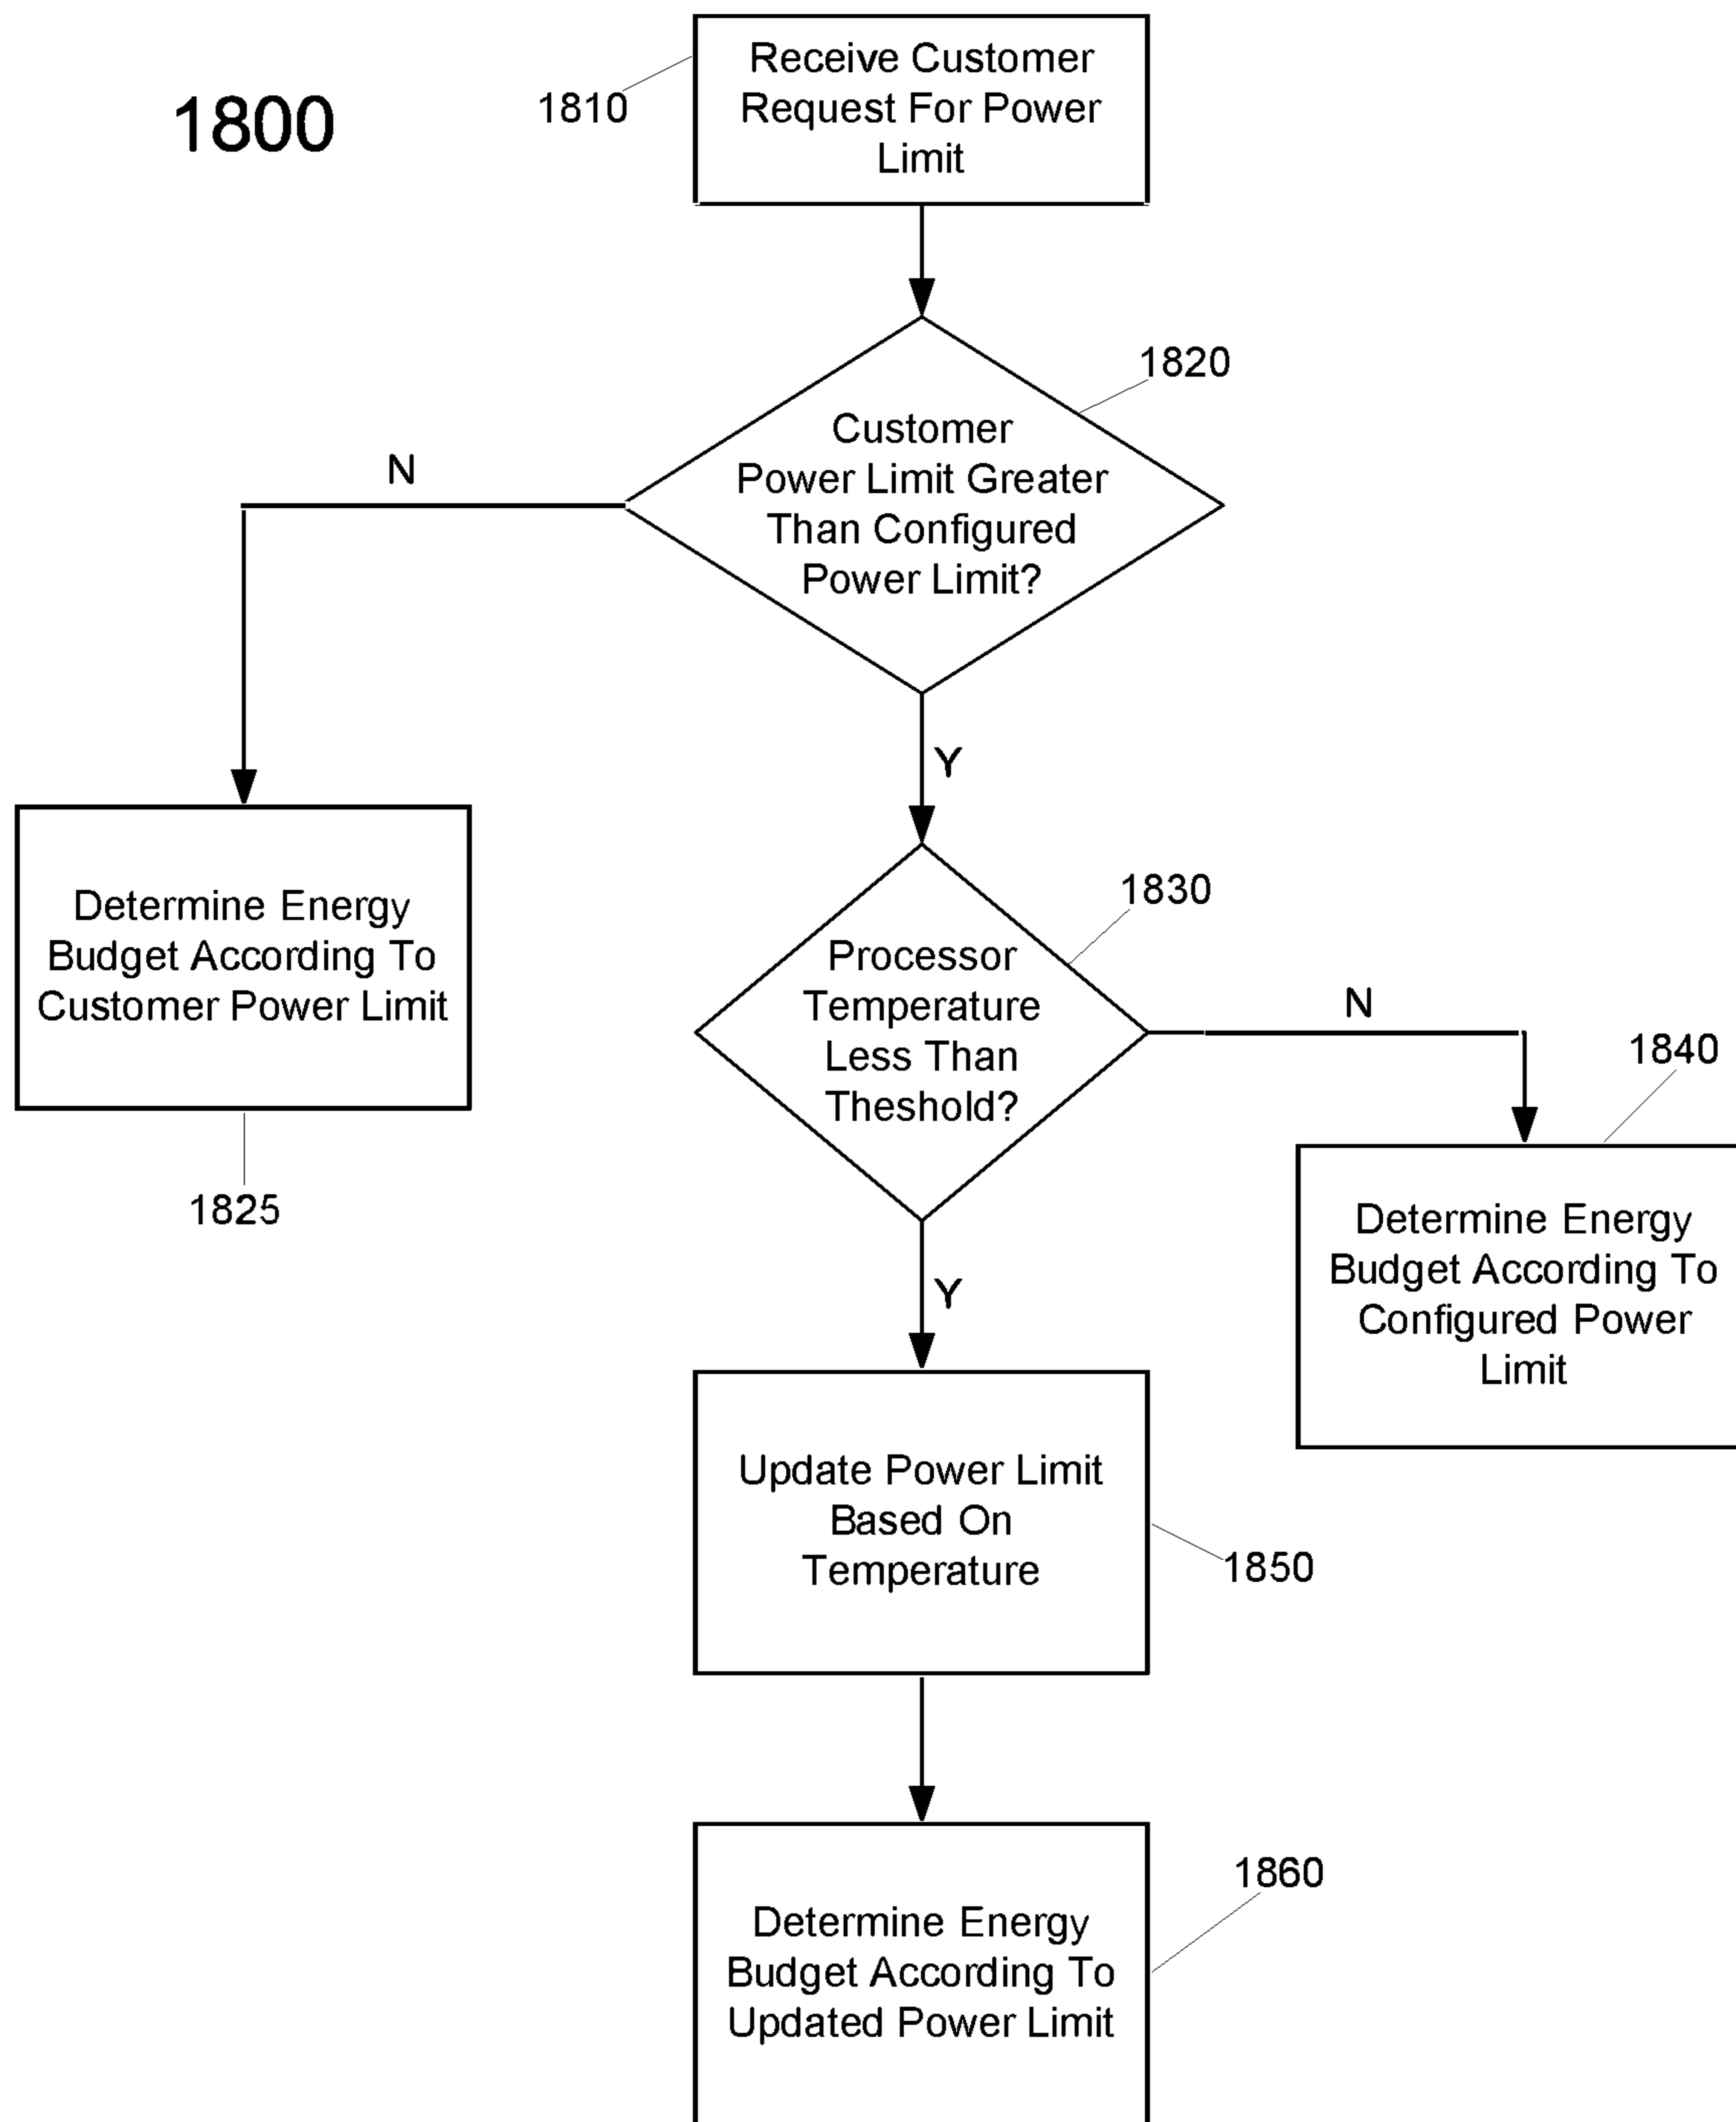 1800
1810
Receive Customer
Request For Power
Limit
1820
Customer
Power Limit Greater
Than Configured
Power Limit?
N
Y
Determine Energy
Budget According To
Customer Power Limit
1825
1830
Processor
Temperature
Less Than
Theshold?
N
1840
Determine Energy
Budget According To
Configured Power
Limit
Y
Update Power Limit
Based On
Temperature
1850
1860
Determine Energy
Budget According To
Updated Power Limit